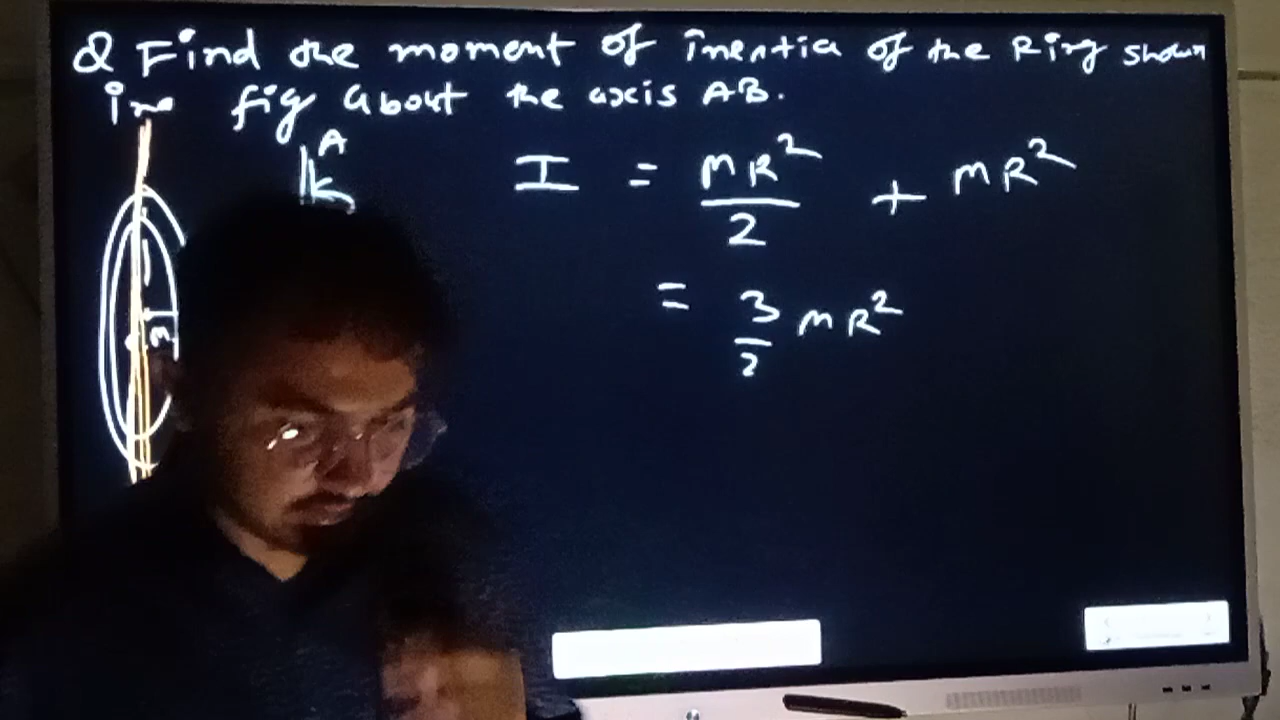 Q Find the moment of inertia of the Ring shown
in fig About the axis AB.
A
I = MR²/2 + MR²
= 3/2 MR²